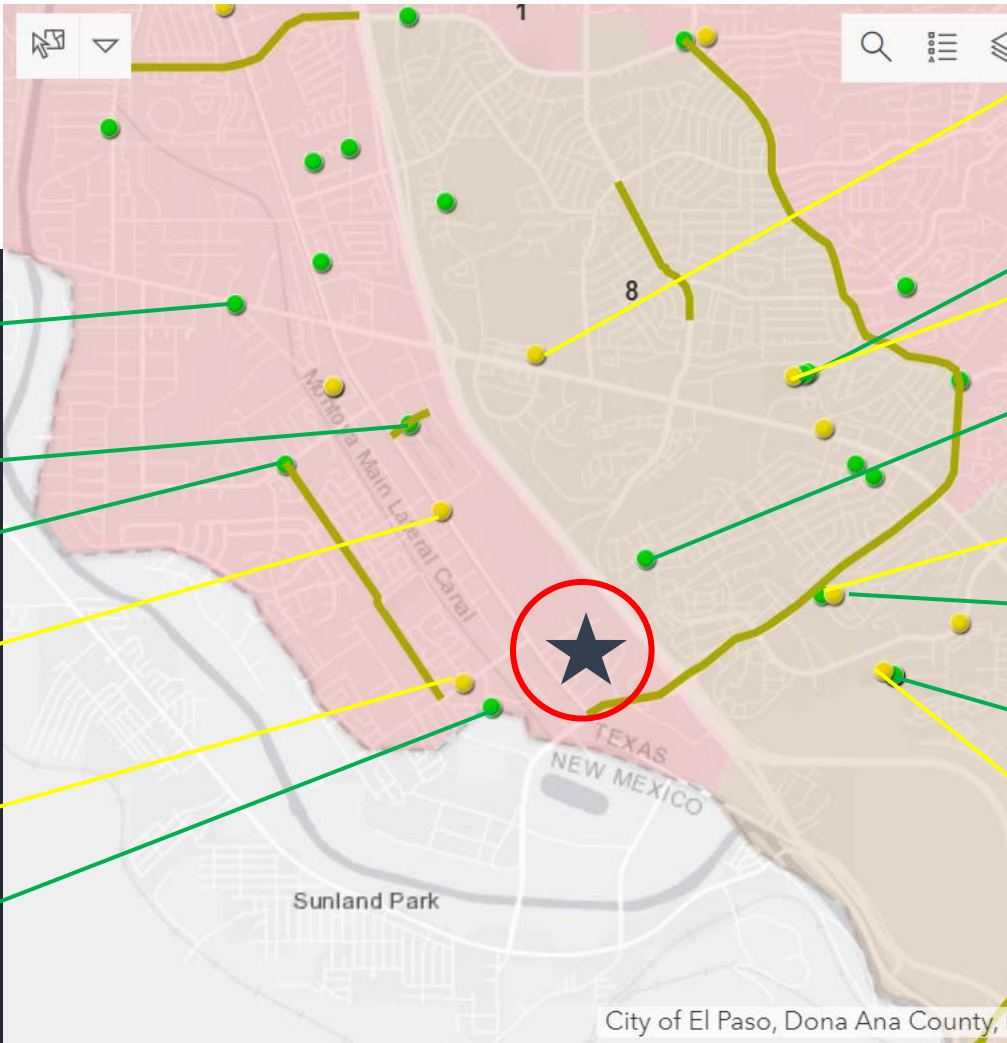 1
8
Montoya Main Lateral Canal
TEXAS
NEW MEXICO
Sunland Park
City of El Paso, Dona Ana County,